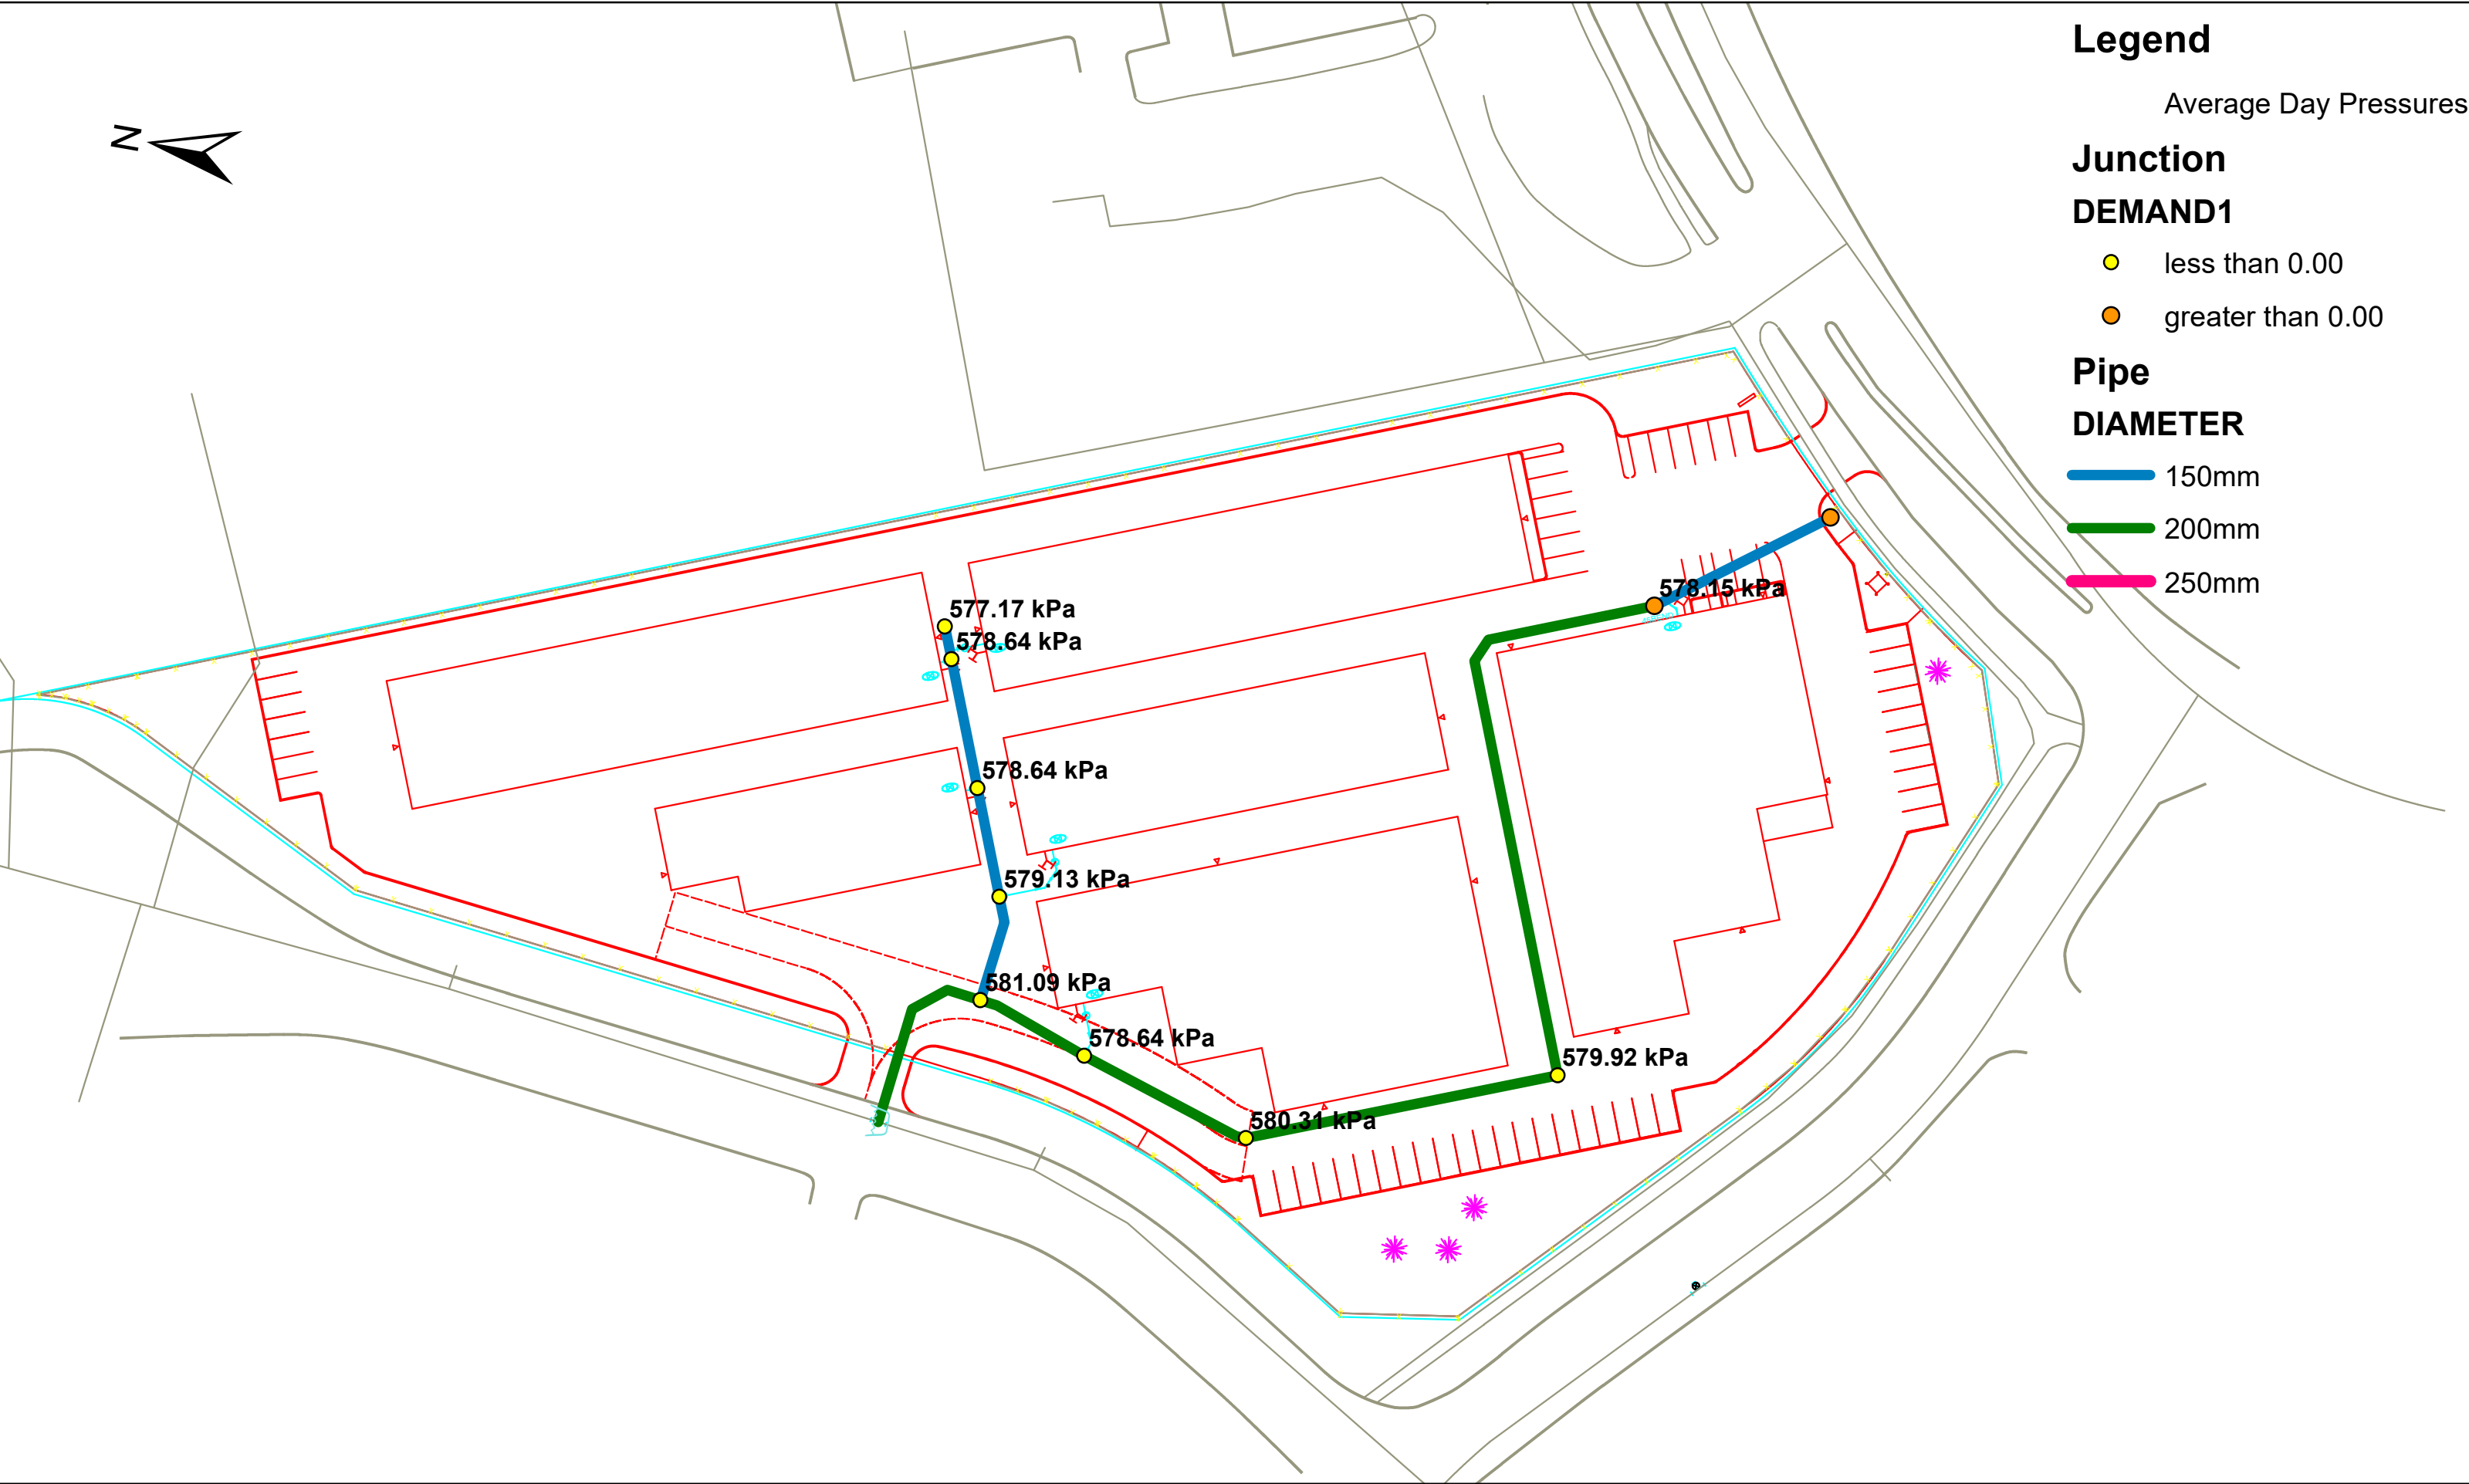 Legend
Average Day Pressures
Junction
DEMAND1
less than 0.00
greater than 0.00
Pipe
DIAMETER
150mm
200mm
250mm
N
578.15 kPa
577.17 kPa
578.64 kPa
578.64 kPa
579.13 kPa
581.09 kPa
578.64 kPa
579.92 kPa
580.31 kPa